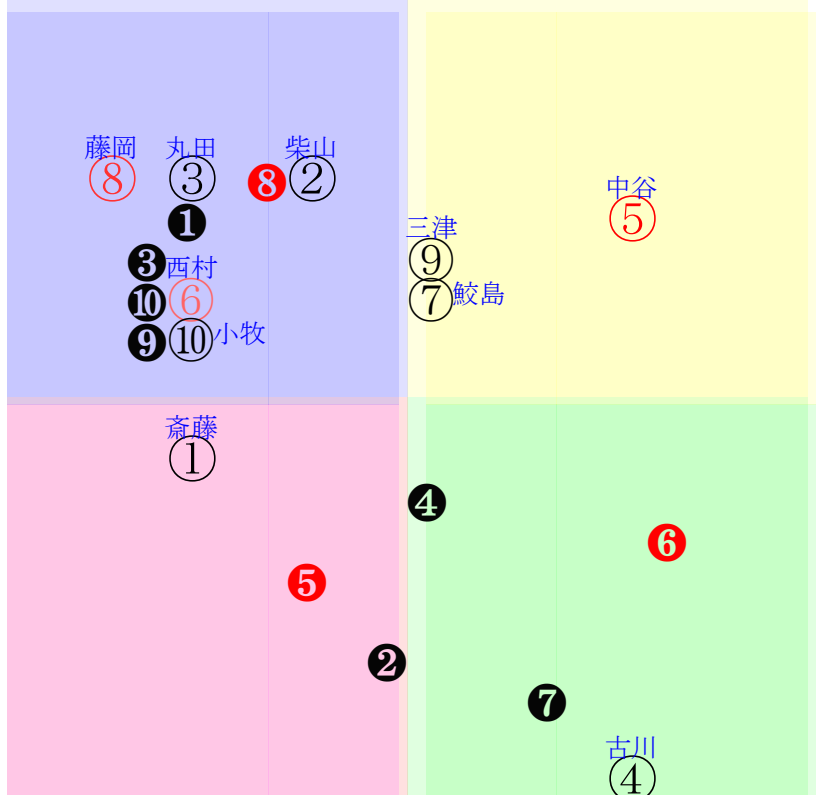 藤岡 丸田 柴山
⑧ ③ ❽ ②
中谷
⑤
❶
三津
⑨
❸ 西村
❿ ⑥
⑦ 鮫島
❾ ⑩ 小牧
斎藤
①
❹
❻
❺
❷
❼
古川
④